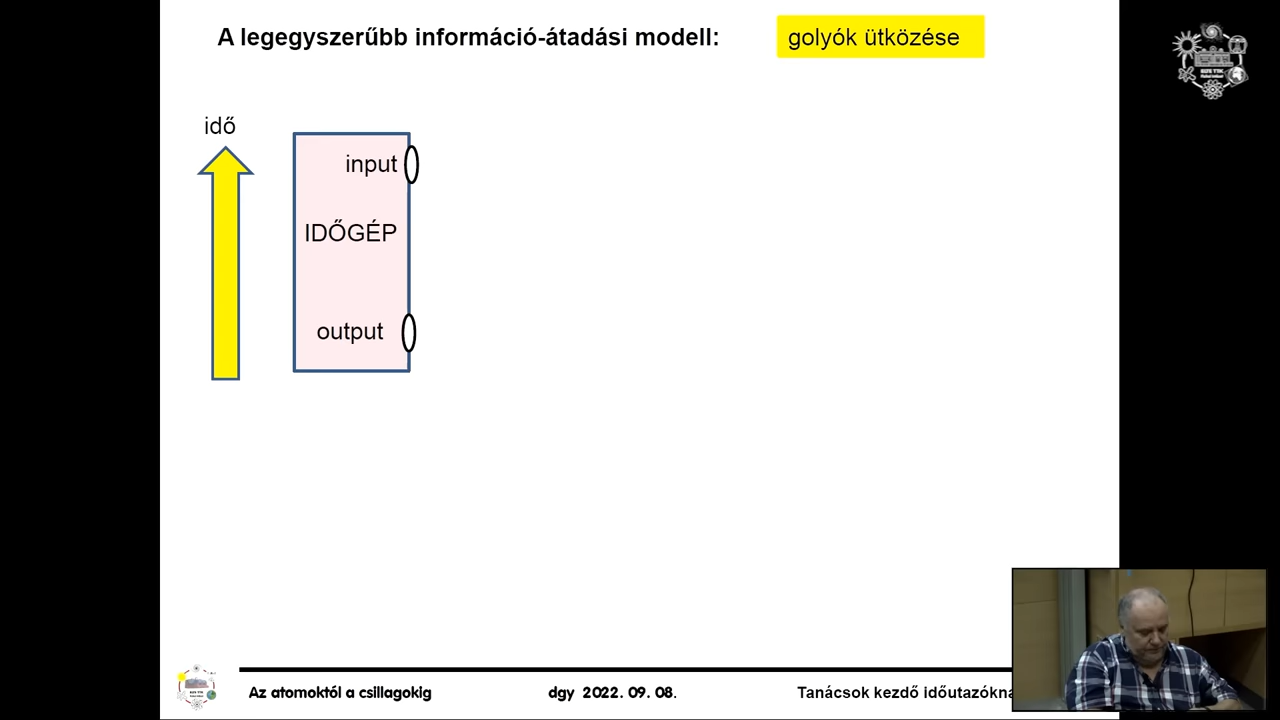 A legegyszerűbb információ-átadási modell: golyók ütközése
idő
input
IDŐGÉP
output
Az atomoktól a csillagokig dgy 2022. 09. 08. Tanácsok kezdő